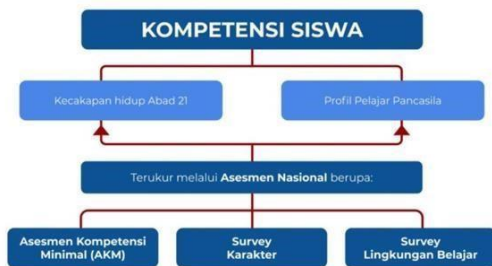 KOMPETENSI SISWA
Kecakapan hidup Abad 21
Profil Pelajar Pancasila
Terukur melalui Asesmen Nasional berupa:
Asesmen Kompetensi
Minimal (AKM)
Survey
Karakter
Survey
Lingkungan Belajar